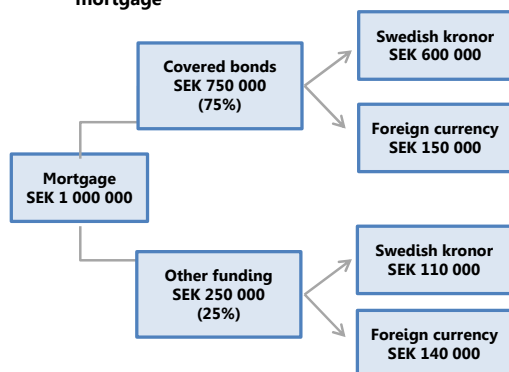 mortgage
Covered bonds
SEK 750 000
(75%)
Swedish kronor
SEK 600 000
Foreign currency
SEK 150 000
Mortgage
SEK 1 000 000
Other funding
SEK 250 000
(25%)
Swedish kronor
SEK 110 000
Foreign currency
SEK 140 000